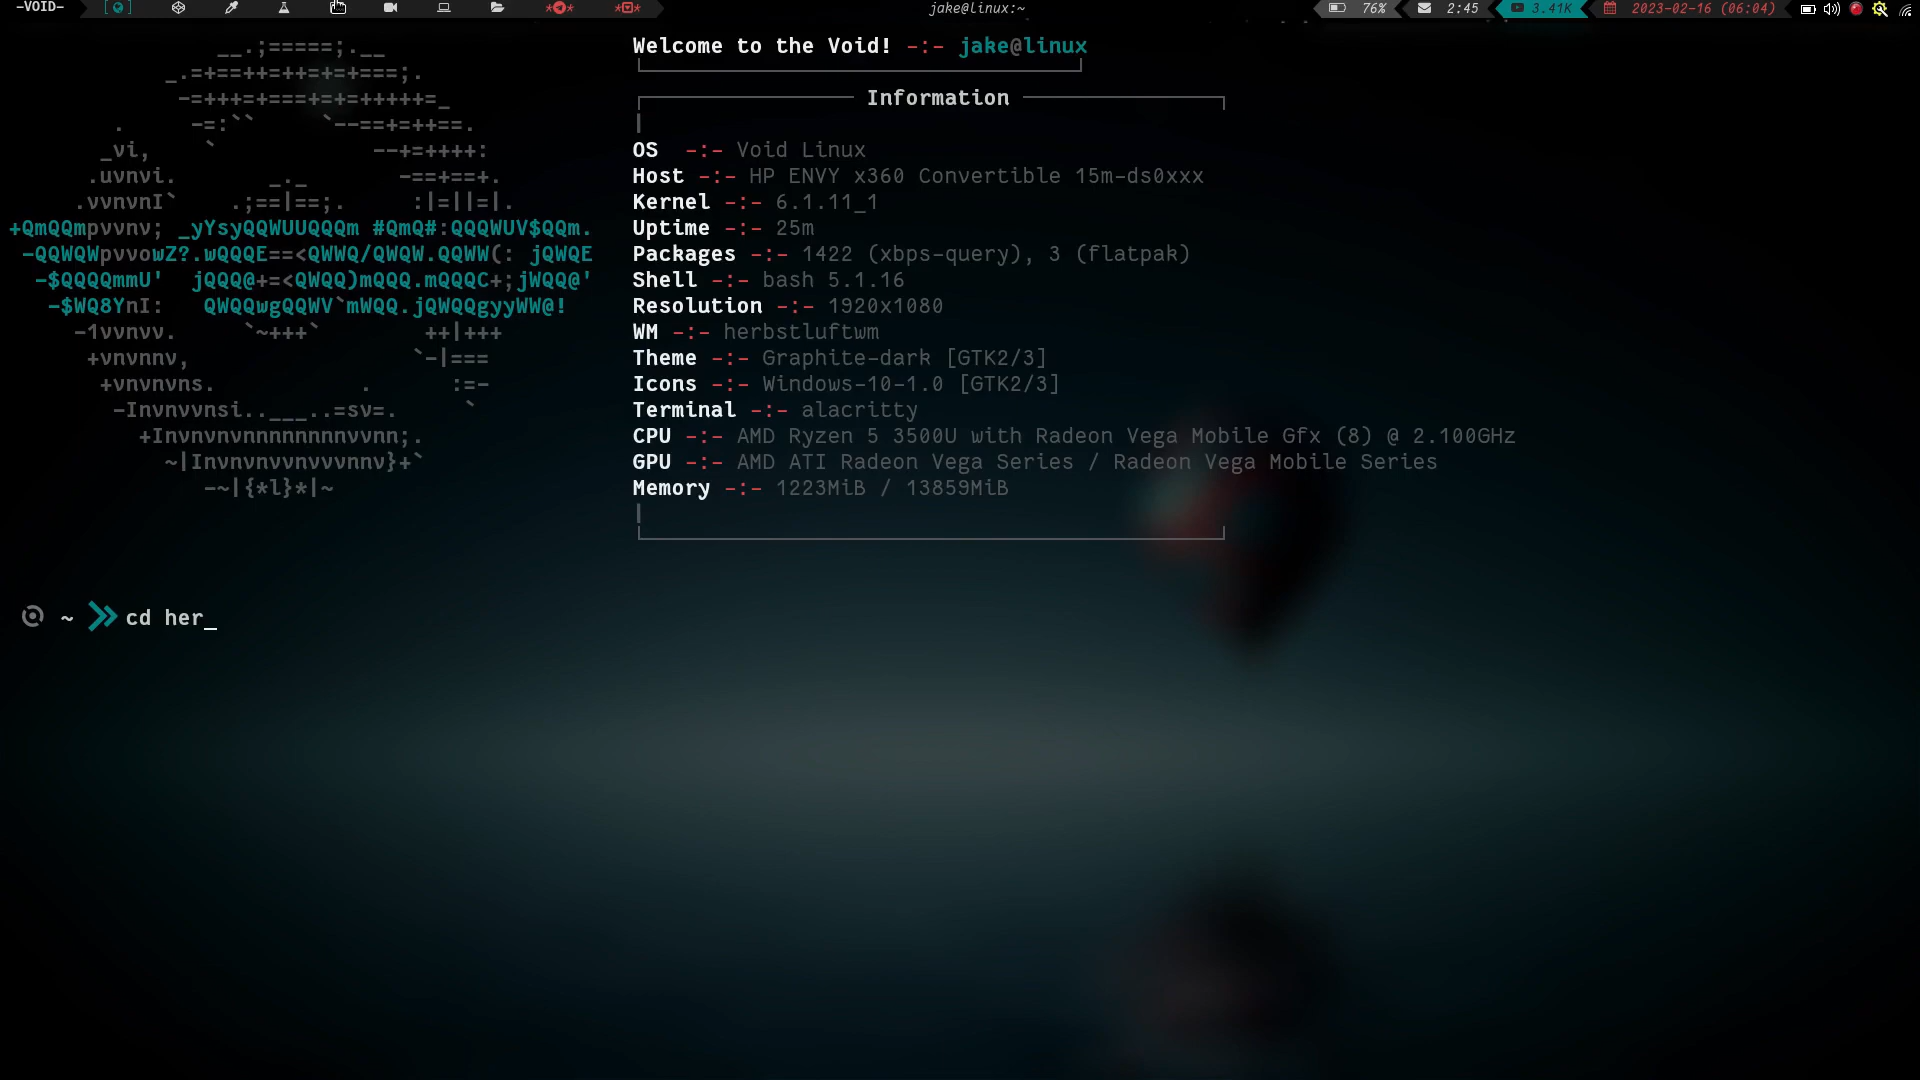 -VOID-
jake@linux:~
76% 2:45 3.41K 2023-02-16 (06:04)
Welcome to the Void! -:- jake@linux
Information
OS -:- Void Linux
Host -:- HP ENVY x360 Convertible 15m-ds0xxx
Kernel -:- 6.1.11_1
Uptime -:- 25m
Packages -:- 1422 (xbps-query), 3 (flatpak)
Shell -:- bash 5.1.16
Resolution -:- 1920x1080
WM -:- herbstluftwm
Theme -:- Graphite-dark [GTK2/3]
Icons -:- Windows-10-1.0 [GTK2/3]
Terminal -:- alacritty
CPU -:- AMD Ryzen 5 3500U with Radeon Vega Mobile Gfx (8) @ 2.100GHz
GPU -:- AMD ATI Radeon Vega Series / Radeon Vega Mobile Series
Memory -:- 1223MiB / 13859MiB
~ cd her_